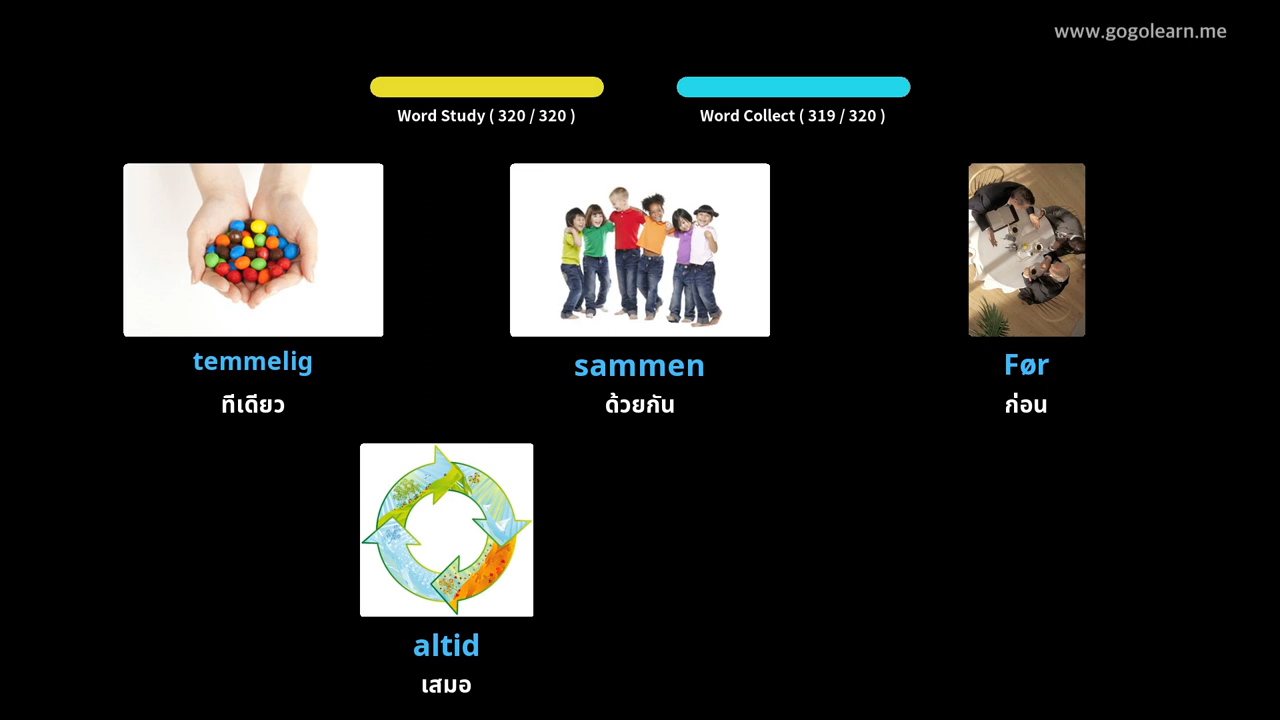 www.gogolearn.me
Word Study ( 320 / 320 )
Word Collect ( 319 / 320 )
temmelig
ทีเดียว
sammen
ด้วยกัน
Før
ก่อน
altid
เสมอ